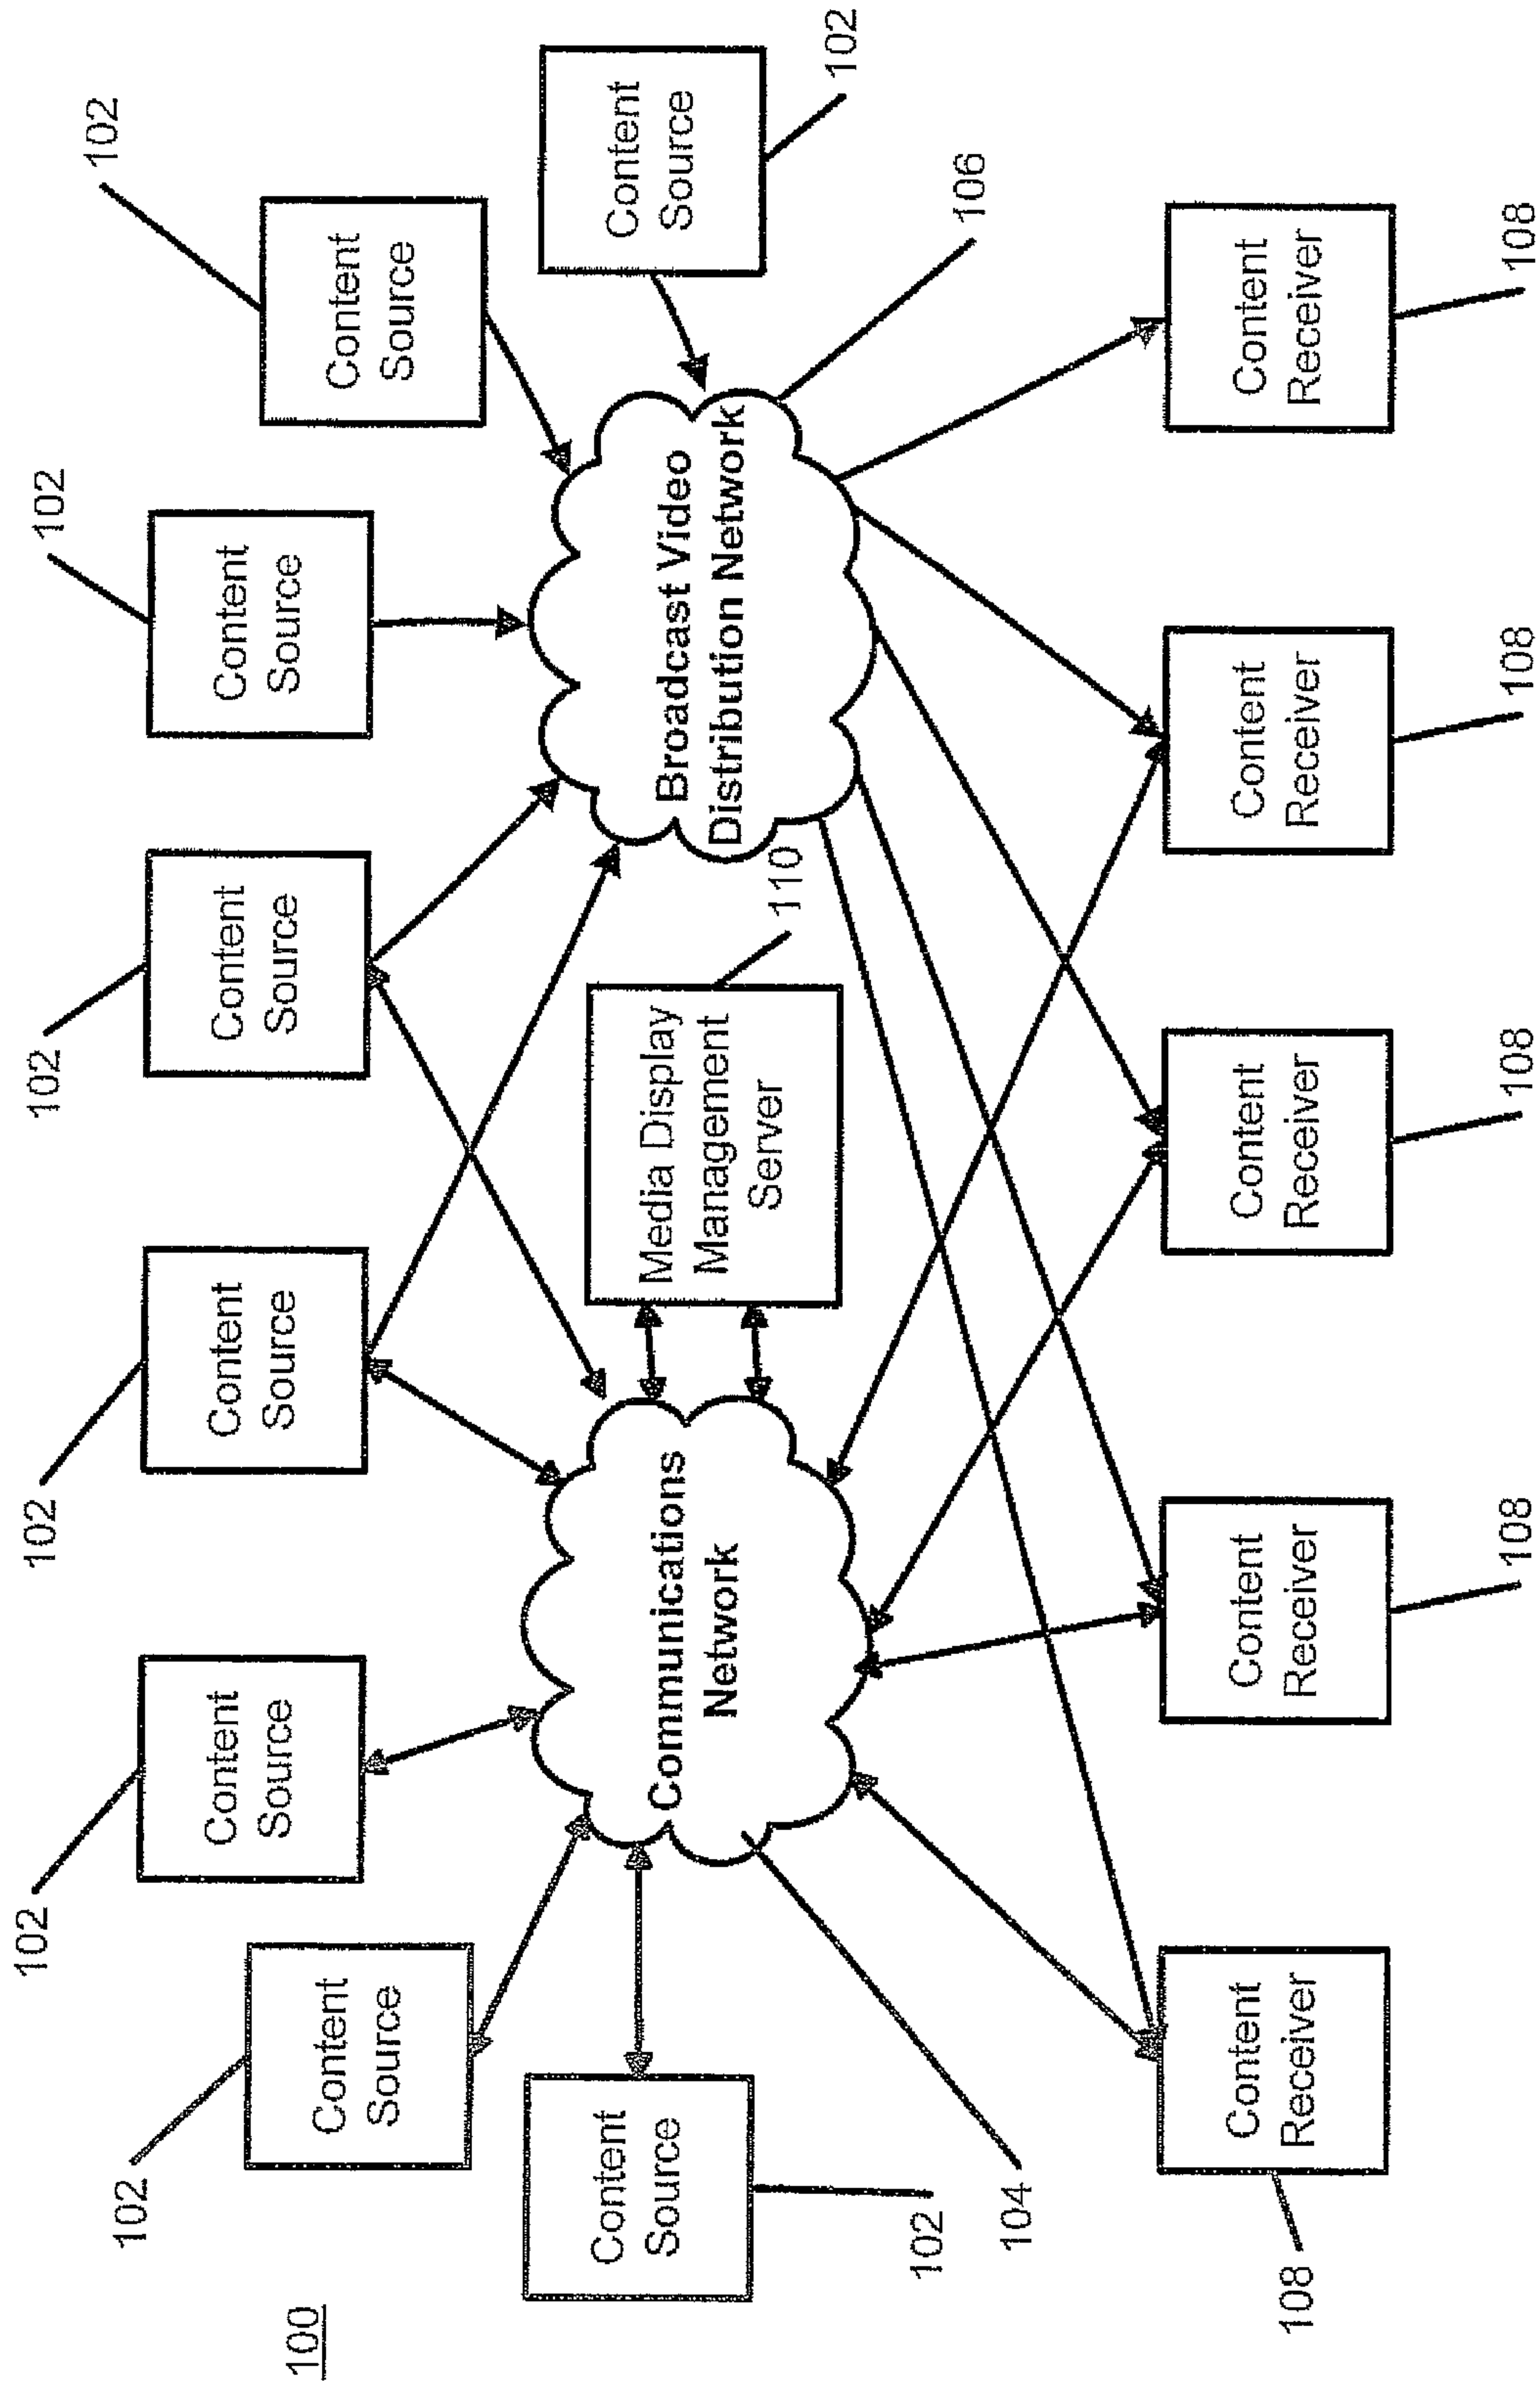 100
102
Content
Source
102
Content
Source
102
Content
Source
102
Content
Source
102
Content
Source
102
Content
Source
102
Content
Source
102
Content
Source
Communications
Network
104
Media Display
Management
Server
110
Broadcast Video
Distribution Network
106
Content
Receiver
108
Content
Receiver
108
Content
Receiver
108
Content
Receiver
108
Content
Receiver
108